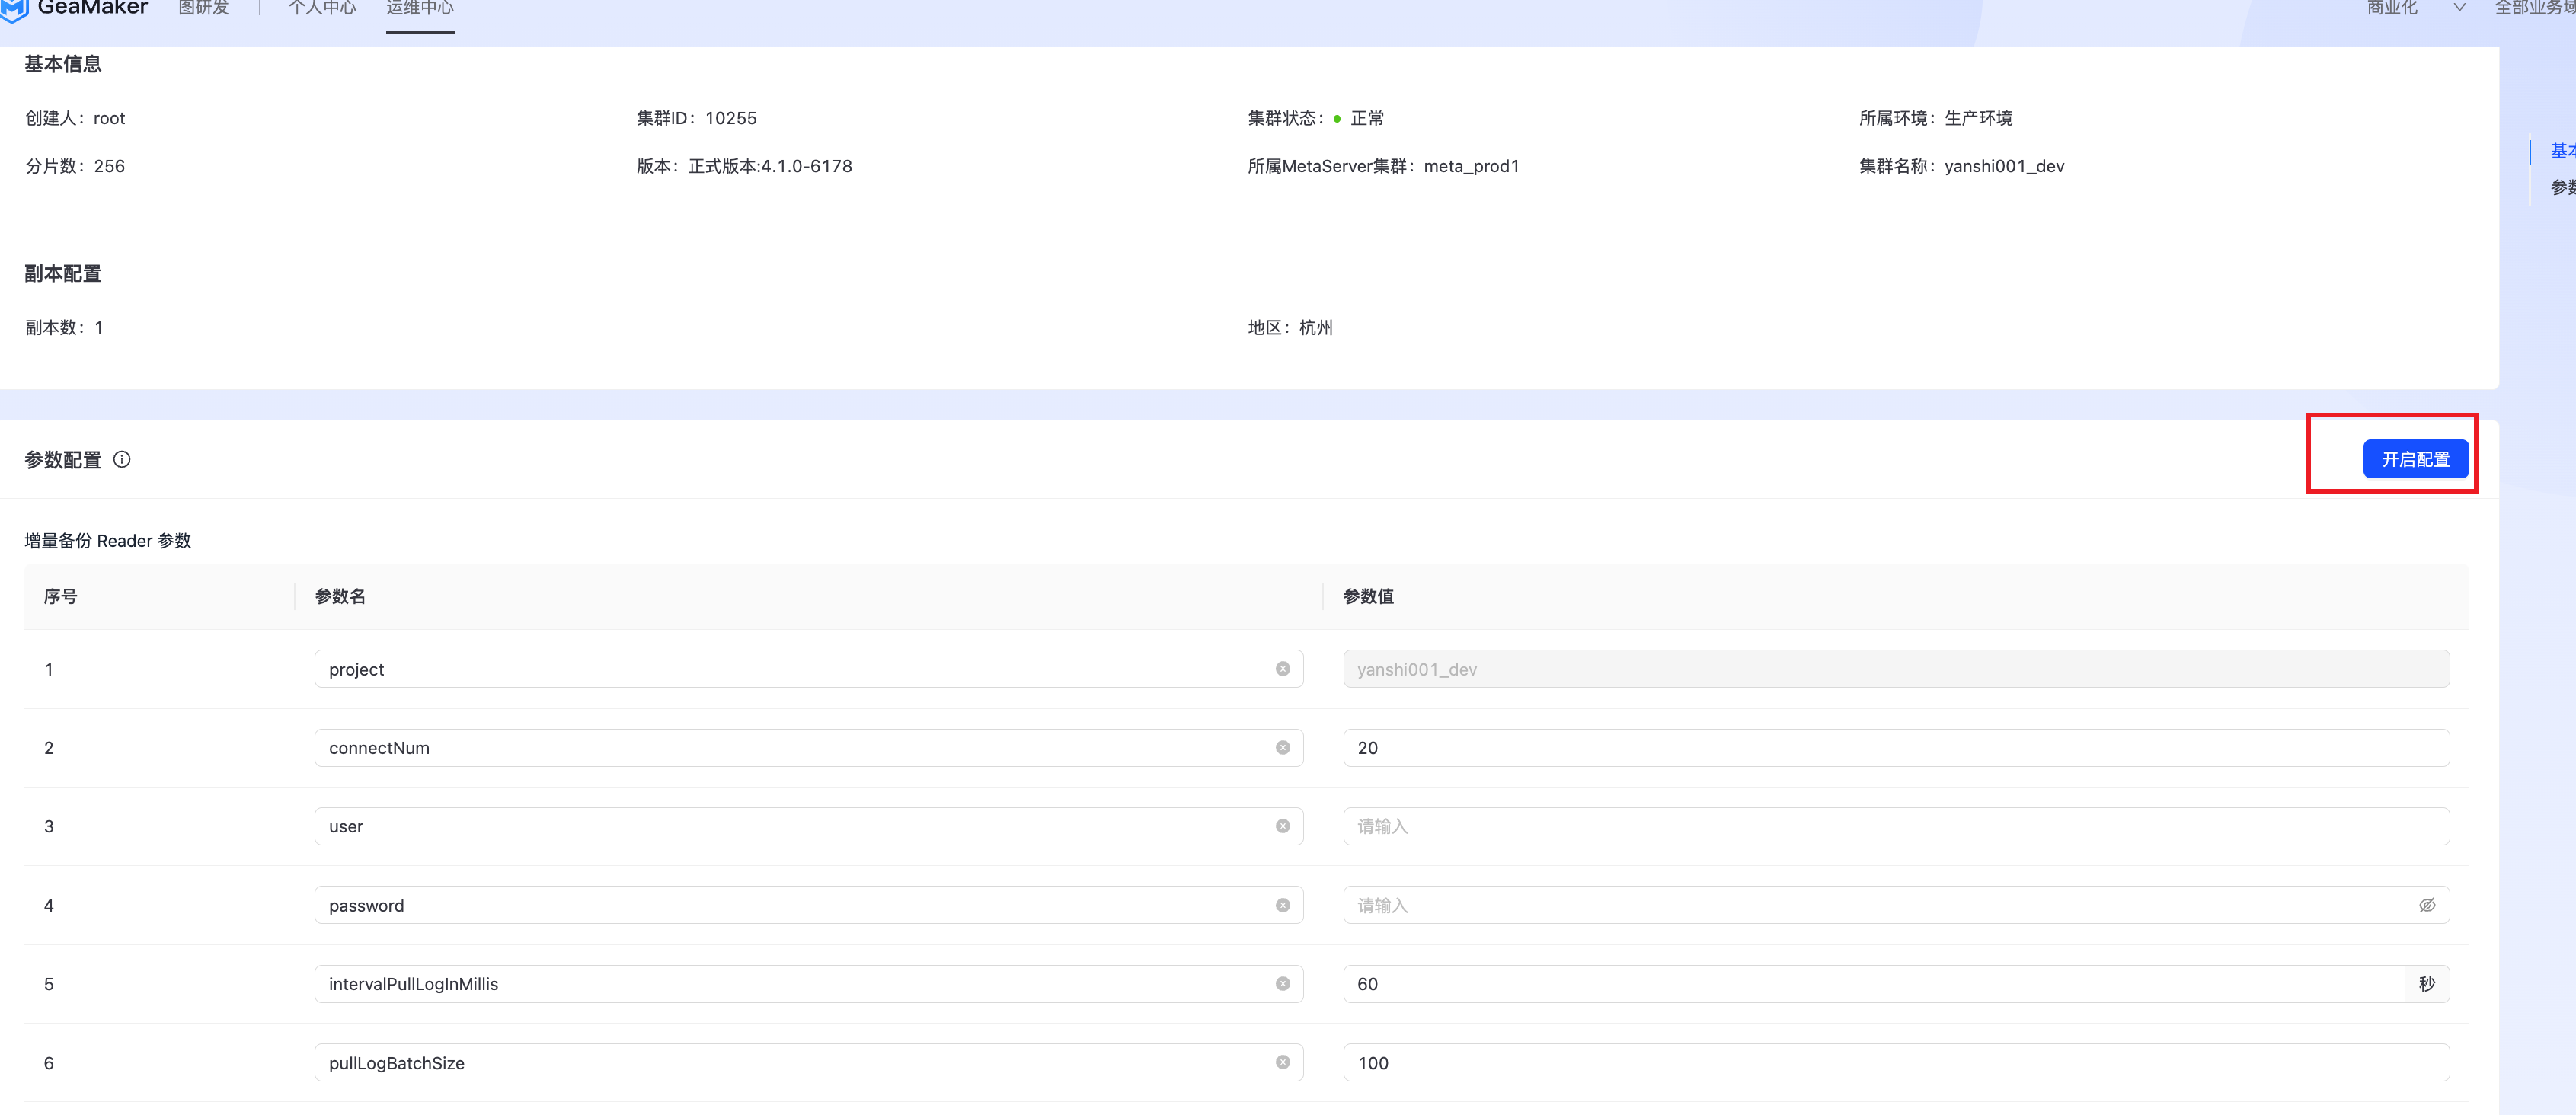 GeaMaker 图研发 个人中心 运维中心 商业化 全部业务域
基本信息
创建人：root 集群ID：10255 集群状态：正常 所属环境：生产环境
分片数：256 版本：正式版本:4.1.0-6178 所属MetaServer集群：meta_prod1 集群名称：yanshi001_dev
基本
参数
副本配置
副本数：1 地区：杭州
参数配置 开启配置
增量备份 Reader 参数
序号 参数名 参数值
1 project yanshi001_dev
2 connectNum 20
3 user 请输入
4 password 请输入
5 intervalPullLogInMillis 60 秒
6 pullLogBatchSize 100